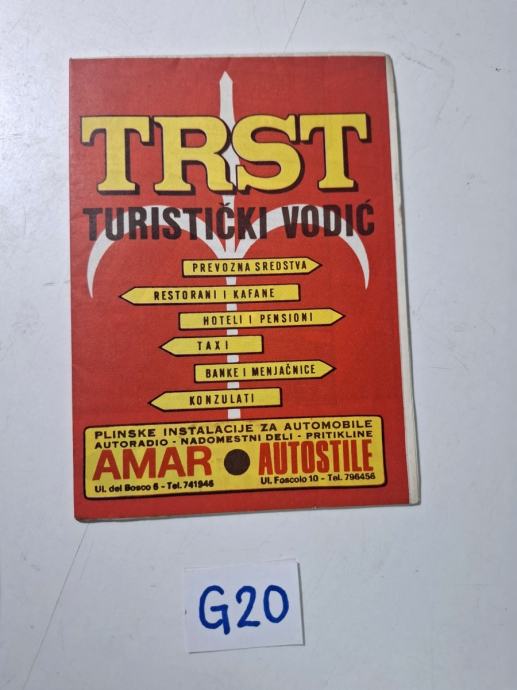 TRST
TURISTIČKI VODIĆ
PREVOZNA SREDSTVA
RESTORANI I KAFANE
HOTELI I PENSIONI
TAXI
BANKE I MENJAČNICE
KONZULATI
PLINSKE INSTALACIJE ZA AUTOMOBILE
AUTORADIO - NADOMESTNI DELI - PRITIKLINE
AMAR ● AUTOSTILE
Ul. del Bosco 6 - Tel. 741946 Ul. Foscolo 10 - Tel. 796456
G20